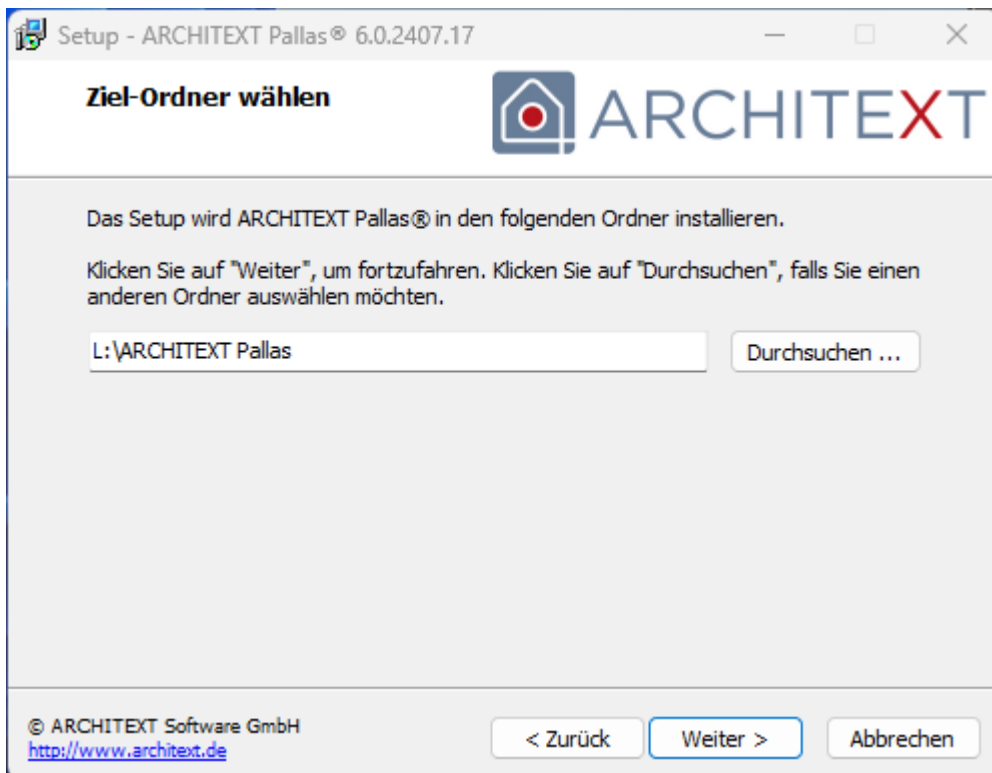 Setup - ARCHITEXT Pallas® 6.0.2407.17
Ziel-Ordner wählen
ARCHITEXT
Das Setup wird ARCHITEXT Pallas® in den folgenden Ordner installieren.
Klicken Sie auf "Weiter", um fortzufahren. Klicken Sie auf "Durchsuchen", falls Sie einen
anderen Ordner auswählen möchten.
L:\ARCHITEXT Pallas
Durchsuchen ...
© ARCHITEXT Software GmbH
http://www.architext.de
< Zurück
Weiter >
Abbrechen